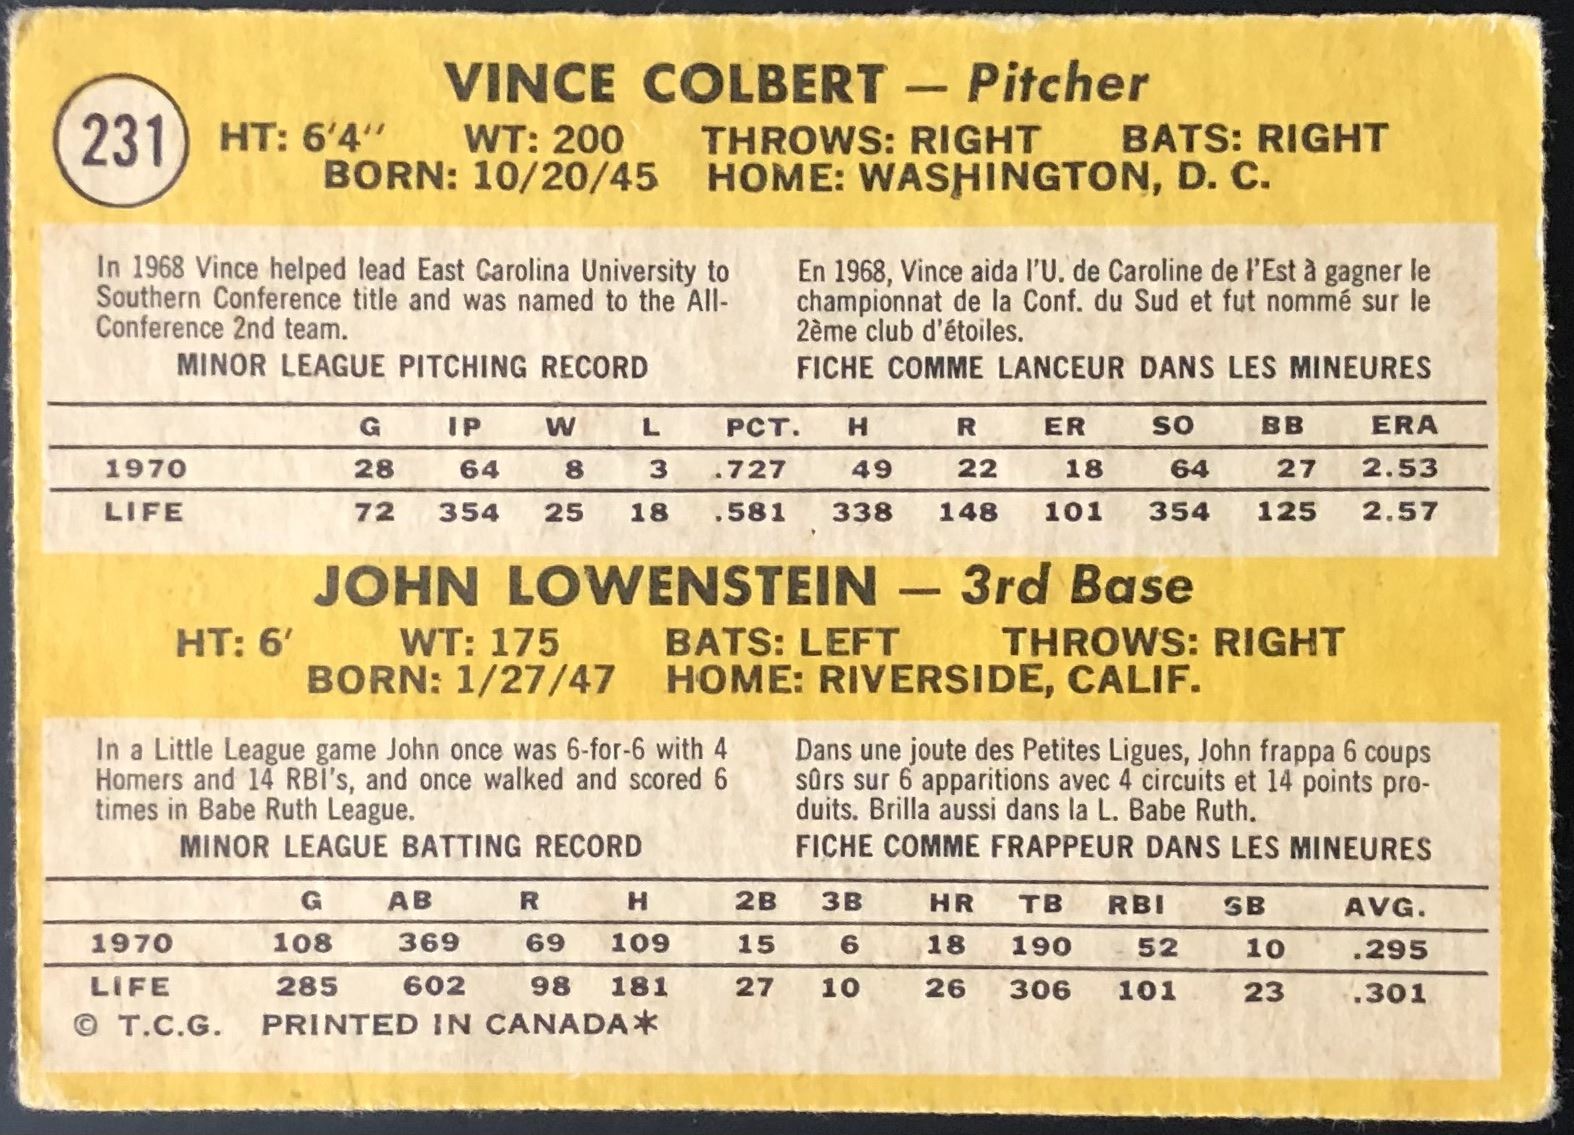 VINCE COLBERT — Pitcher
231
HT: 6'4" WT: 200 THROWS: RIGHT BATS: RIGHT
BORN: 10/20/45 HOME: WASHINGTON, D. C.
In 1968 Vince helped lead East Carolina University to
Southern Conference title and was named to the All-
Conference 2nd team.
MINOR LEAGUE PITCHING RECORD
En 1968, Vince aida l'U. de Caroline de l'Est à gagner le
championnat de la Conf. du Sud et fut nommé sur le
2ème club d'étoiles.
FICHE COMME LANCEUR DANS LES MINEURES
G IP W L PCT. H R ER SO BB ERA
1970 28 64 8 3 .727 49 22 18 64 27 2.53
LIFE 72 354 25 18 .581 338 148 101 354 125 2.57
JOHN LOWENSTEIN — 3rd Base
HT: 6' WT: 175 BATS: LEFT THROWS: RIGHT
BORN: 1/27/47 HOME: RIVERSIDE, CALIF.
In a Little League game John once was 6-for-6 with 4
Homers and 14 RBI's, and once walked and scored 6
times in Babe Ruth League.
MINOR LEAGUE BATTING RECORD
Dans une joute des Petites Ligues, John frappa 6 coups
sûrs sur 6 apparitions avec 4 circuits et 14 points pro-
duits. Brilla aussi dans la L. Babe Ruth.
FICHE COMME FRAPPEUR DANS LES MINEURES
G AB R H 2B 3B HR TB RBI SB AVG.
1970 108 369 69 109 15 6 18 190 52 10 .295
LIFE 285 602 98 181 27 10 26 306 101 23 .301
© T.C.G. PRINTED IN CANADA*